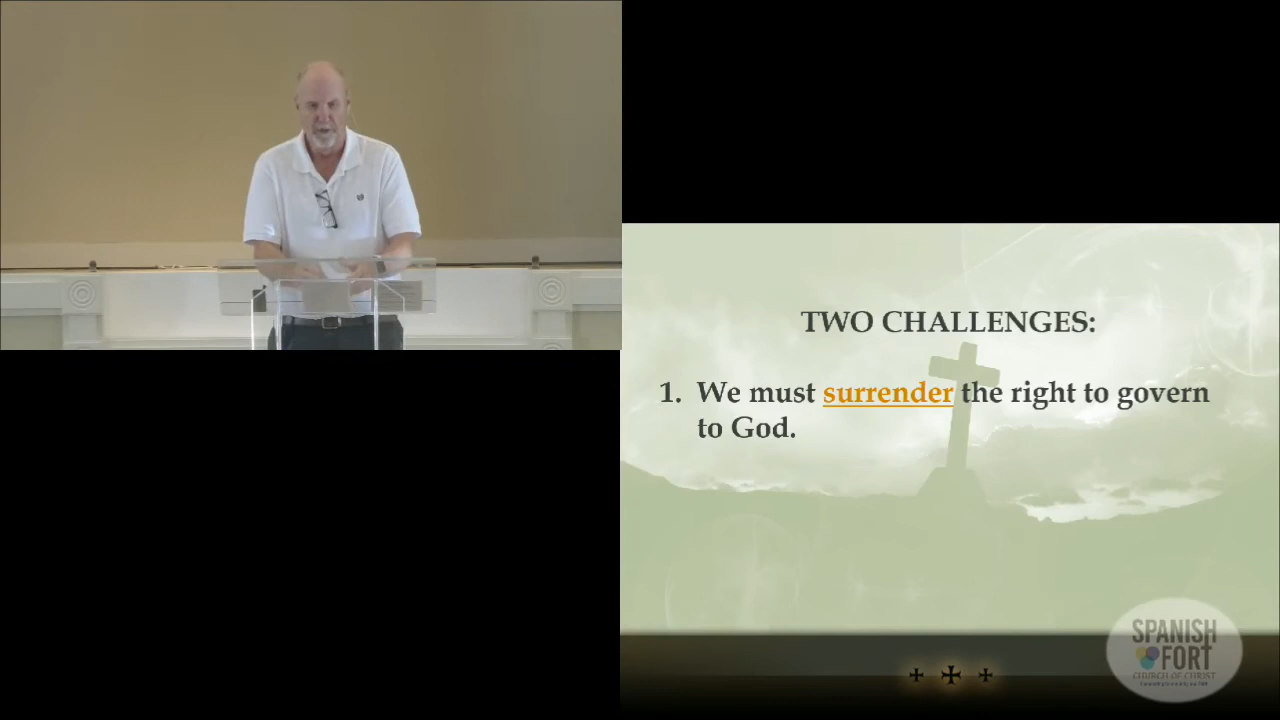 TWO CHALLENGES:
1. We must surrender the right to govern
to God.
SPANISH
FORT
CHURCH OF CHRIST